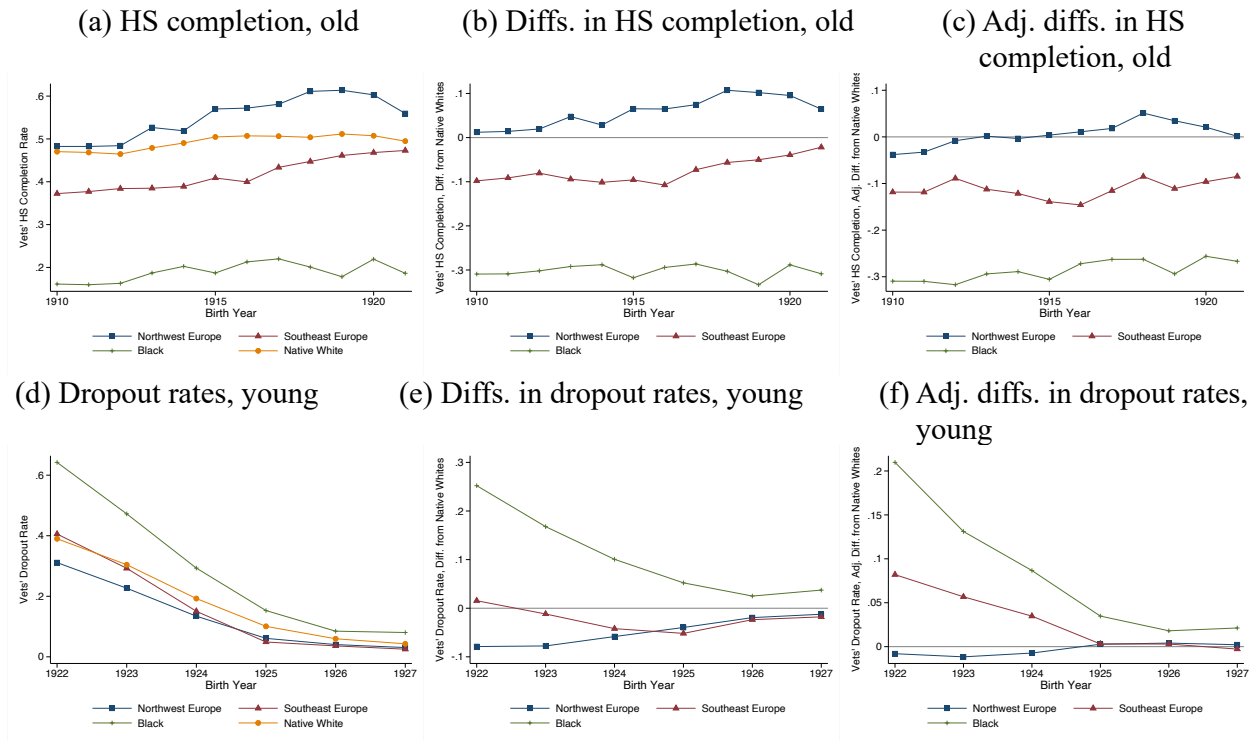 (a) HS completion, old
(b) Diffs. in HS completion, old
(c) Adj. diffs. in HS
completion, old
Vets' HS Completion Rate
.6
.5
.4
.3
.2
1910
1915
1920
Birth Year
Northwest Europe
Southeast Europe
Black
Native White
Vets' HS Completion, Diff. from Native Whites
.1
0
-.1
-.2
-.3
1910
1915
1920
Birth Year
Northwest Europe
Southeast Europe
Black
Vets' HS Completion, Adj. Diff. from Native Whites
.1
0
-.1
-.2
-.3
1910
1915
1920
Birth Year
Northwest Europe
Southeast Europe
Black
(d) Dropout rates, young
(e) Diffs. in dropout rates, young
(f) Adj. diffs. in dropout rates,
young
Vets' Dropout Rate
.6
.4
.2
0
1922
1923
1924
1925
1926
1927
Birth Year
Northwest Europe
Southeast Europe
Black
Native White
Vets' Dropout Rate, Diff. from Native Whites
.3
.2
.1
0
-.1
1922
1923
1924
1925
1926
1927
Birth Year
Northwest Europe
Southeast Europe
Black
Vets' Dropout Rate, Adj. Diff. from Native Whites
.2
.15
.1
.05
0
1922
1923
1924
1925
1926
1927
Birth Year
Northwest Europe
Southeast Europe
Black